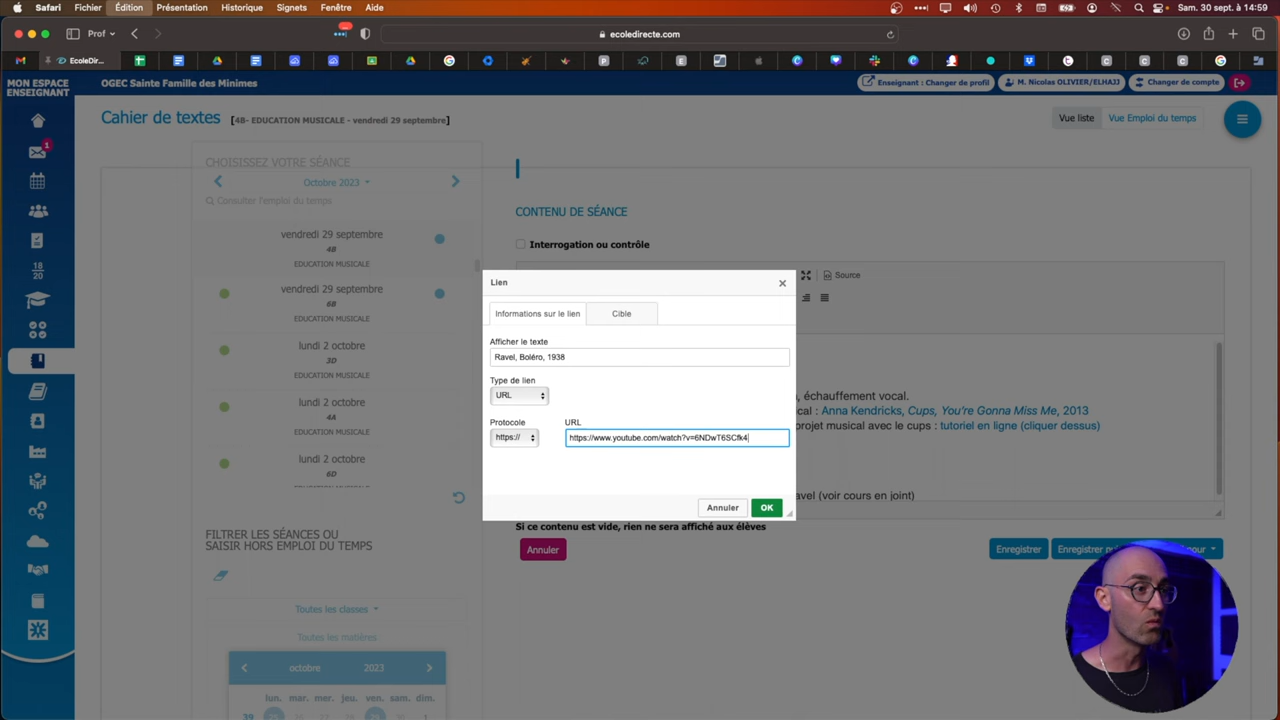 Safari Fichier Édition Présentation Historique Signets Fenêtre Aide Sam. 30 sept. à 14:59
Prof ecoledirecte.com
EcoleDir...
MON ESPACE
ENSEIGNANT
OGEC Sainte Famille des Minimes
Enseignant : Changer de profil
M. Nicolas OLIVIER/ELHAJJ
Changer de compte
Cahier de textes [4B- EDUCATION MUSICALE - vendredi 29 septembre]
Vue liste Vue Emploi du temps
1
18
20
CHOISISSEZ VOTRE SÉANCE
Octobre 2023
Consulter l'emploi du temps
vendredi 29 septembre
4B
EDUCATION MUSICALE
vendredi 29 septembre
6B
EDUCATION MUSICALE
lundi 2 octobre
3D
EDUCATION MUSICALE
lundi 2 octobre
4A
EDUCATION MUSICALE
lundi 2 octobre
6D
EDUCATION MUSICALE
FILTRER LES SÉANCES OU
SAISIR HORS EMPLOI DU TEMPS
Toutes les classes
Toutes les matières
octobre 2023
lun. mar. mer. jeu. ven. sam. dim.
39
1
CONTENU DE SÉANCE
Interrogation ou contrôle
Source
Lien
Informations sur le lien Cible
Afficher le texte
Ravel, Boléro, 1938
Type de lien
URL
Protocole URL
https:// https://www.youtube.com/watch?v=6NDwT6SCfk4
Annuler OK
, échauffement vocal.
cal : Anna Kendricks, Cups, You're Gonna Miss Me, 2013
projet musical avec le cups : tutoriel en ligne (cliquer dessus)
avel (voir cours en joint)
Si ce contenu est vide, rien ne sera affiché aux élèves
Annuler
Enregistrer
Enregistrer
pour